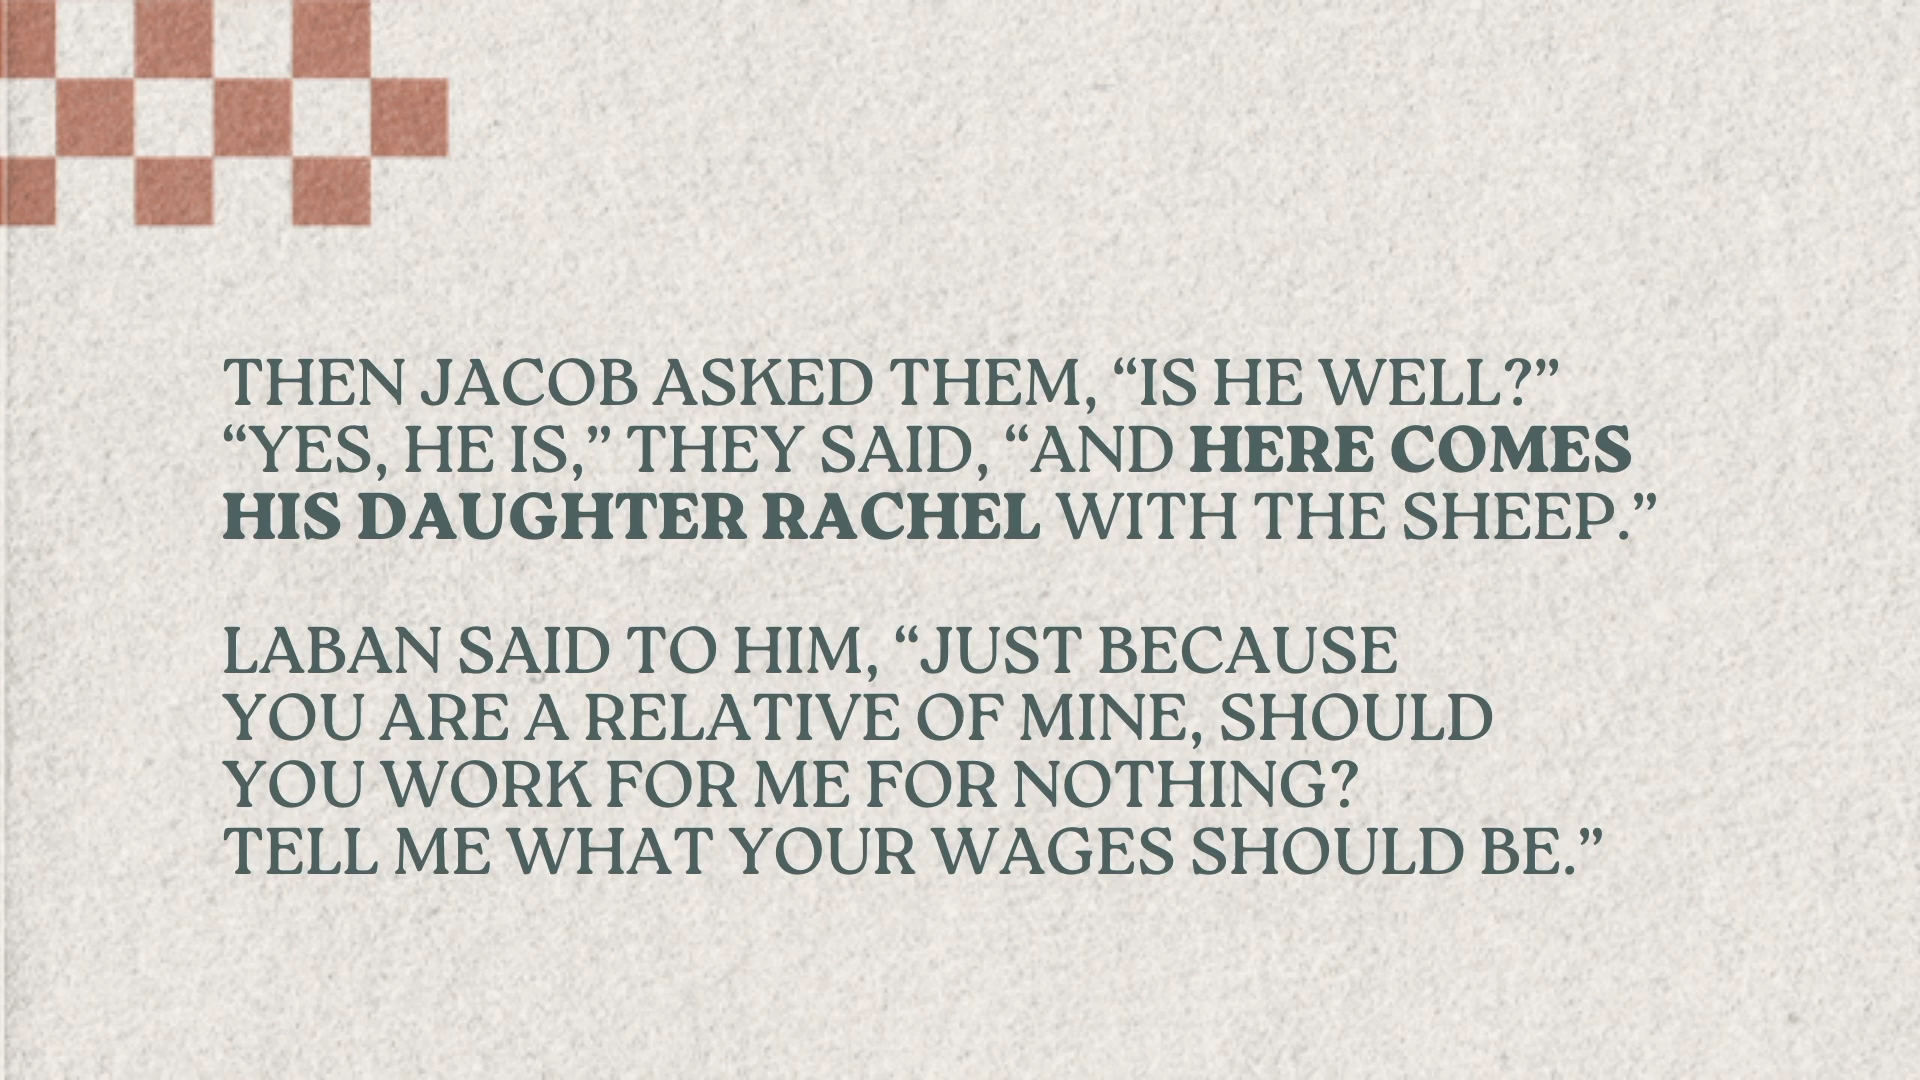 THEN JACOB ASKED THEM, “IS HE WELL?”
“YES, HE IS,” THEY SAID, “AND HERE COMES
HIS DAUGHTER RACHEL WITH THE SHEEP.”
LABAN SAID TO HIM, “JUST BECAUSE
YOU ARE A RELATIVE OF MINE, SHOULD
YOU WORK FOR ME FOR NOTHING?
TELL ME WHAT YOUR WAGES SHOULD BE.”